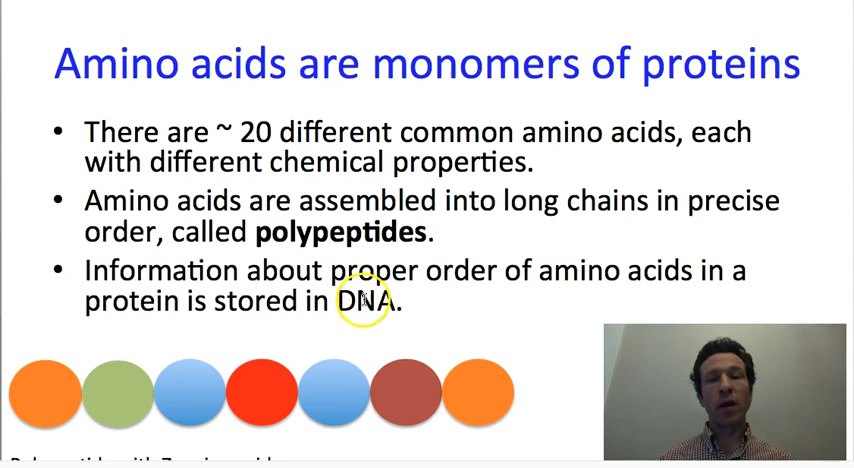 Amino acids are monomers of proteins
• There are ~ 20 different common amino acids, each
with different chemical properties.
• Amino acids are assembled into long chains in precise
order, called polypeptides.
• Information about proper order of amino acids in a
protein is stored in DNA.